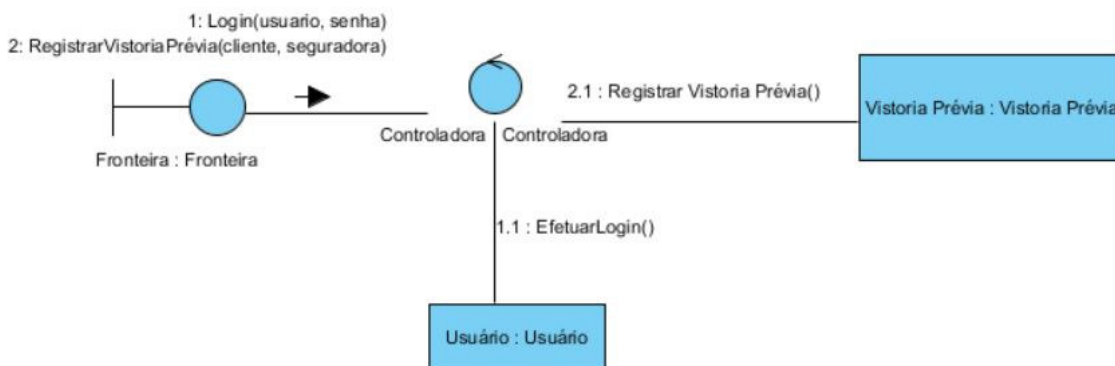 1: Login(usuario, senha)
2: RegistrarVistoriaPrévia(cliente, seguradora)
2.1 : Registrar Vistoria Prévia()
Vistoria Prévia : Vistoria Prévia
Controladora Controladora
Fronteira : Fronteira
1.1 : EfetuarLogin()
Usuário : Usuário